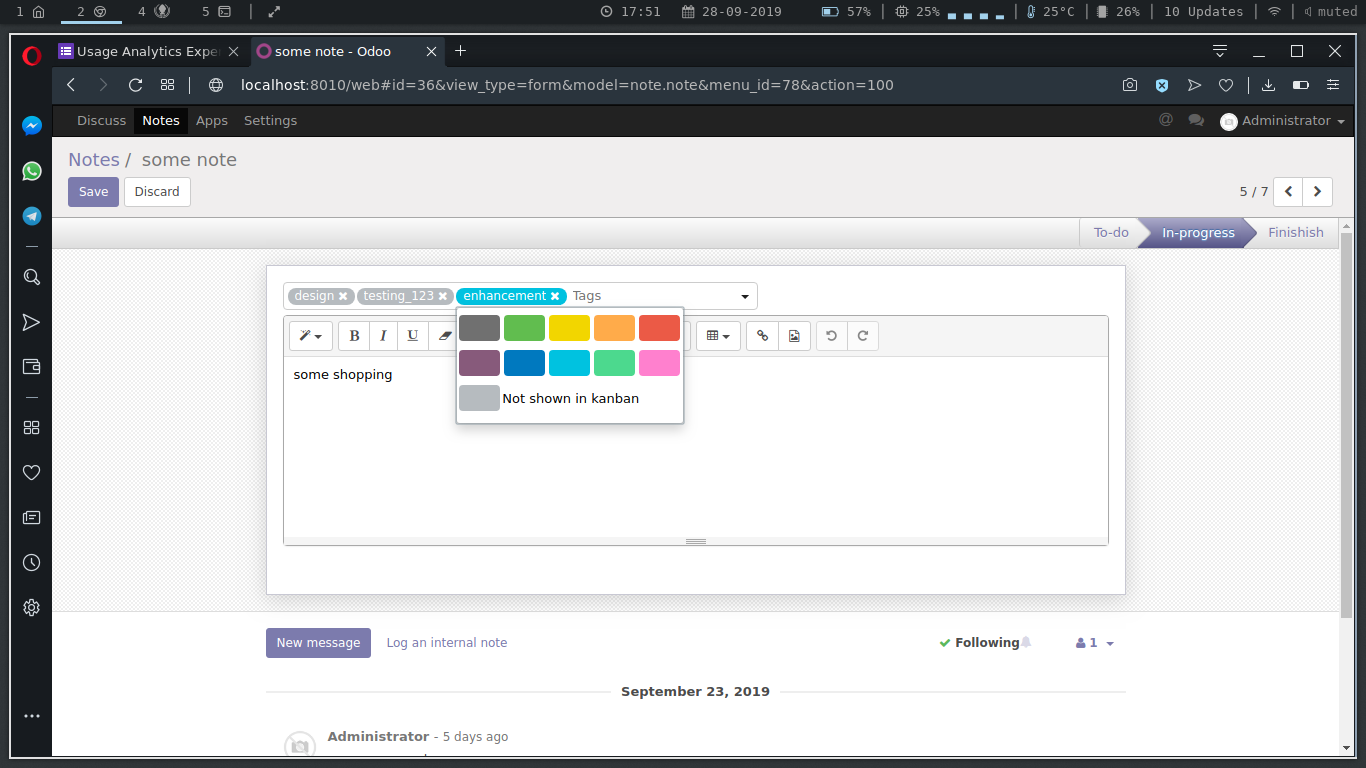 1 2 4 5 17:51 28-09-2019 57% 25% 25°C 26% 10 Updates muted
Usage Analytics Expe some note - Odoo
localhost:8010/web#id=36&view_type=form&model=note.note&menu_id=78&action=100
Discuss Notes Apps Settings @ Administrator
Notes / some note
Save Discard 5 / 7
To-do In-progress Finishish
design testing_123 enhancement Tags
B I U
some shopping
Not shown in kanban
New message Log an internal note Following 1
September 23, 2019
Administrator - 5 days ago